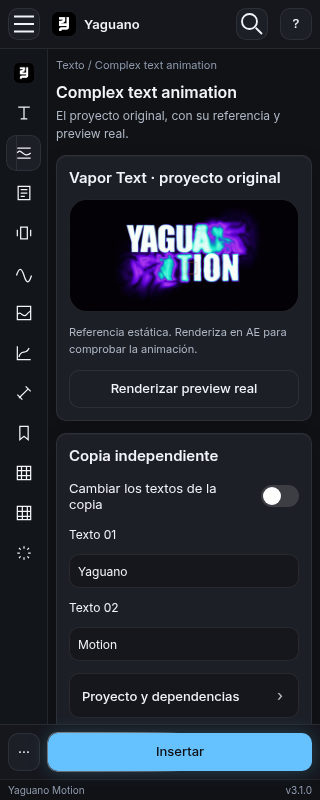 Yaguano
?
Texto / Complex text animation
Complex text animation
El proyecto original, con su referencia y
preview real.
Vapor Text · proyecto original
YAGUA
TION
Referencia estática. Renderiza en AE para
comprobar la animación.
Renderizar preview real
Copia independiente
Cambiar los textos de la
copia
Texto 01
Yaguano
Texto 02
Motion
Proyecto y dependencias
Insertar
Yaguano Motion
v3.1.0